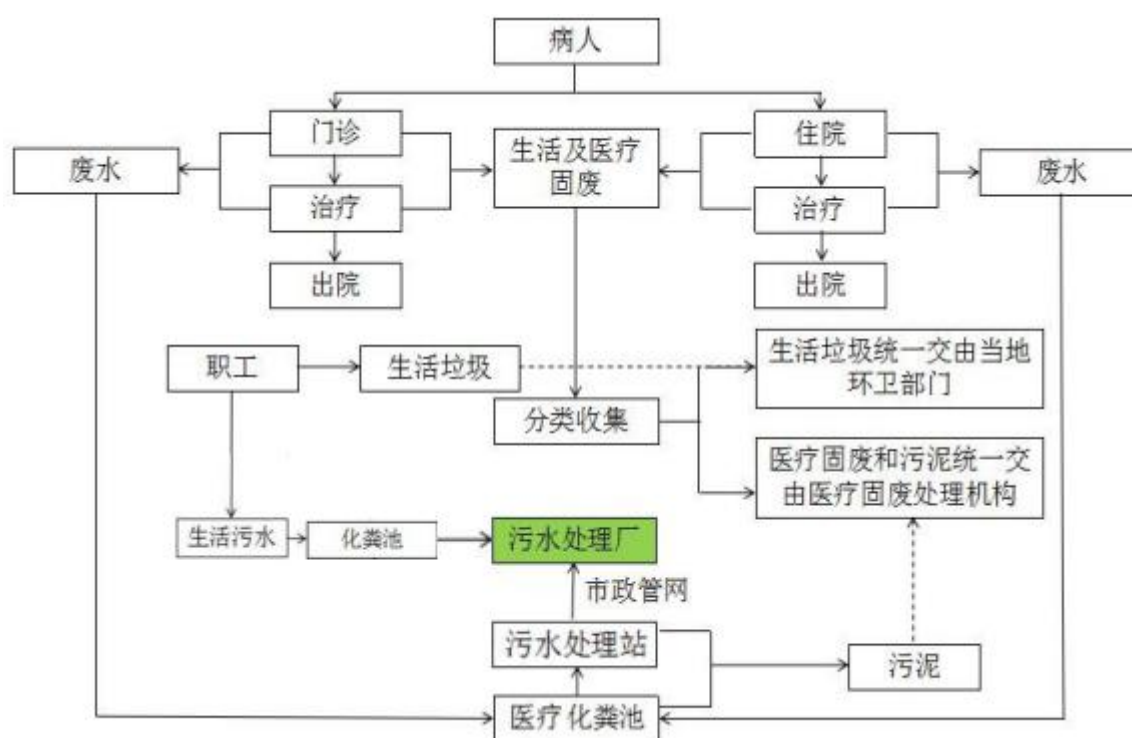 病人
门诊
住院
生活及医疗
固废
废水
废水
治疗
治疗
出院
出院
职工
生活垃圾
生活垃圾统一交由当地
环卫部门
分类收集
医疗固废和污泥统一交
由医疗固废处理机构
生活污水
化粪池
污水处理厂
市政管网
污水处理站
污泥
医疗化粪池